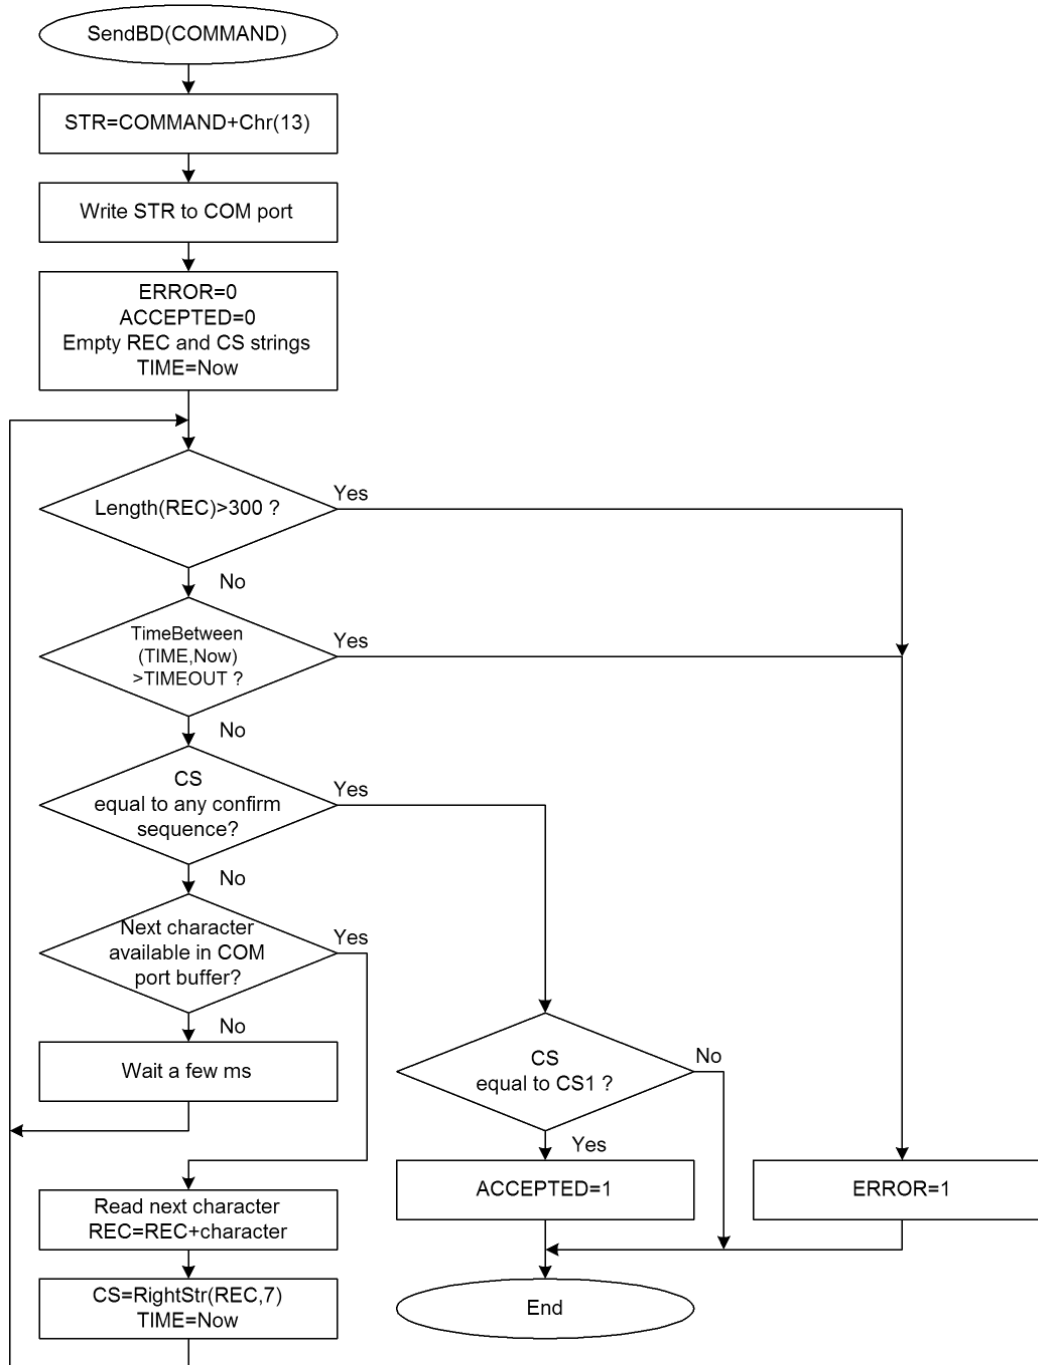 SendBD(COMMAND)
STR=COMMAND+Chr(13)
Write STR to COM port
ERROR=0
ACCEPTED=0
Empty REC and CS strings
TIME=Now
Length(REC)>300 ?
Yes
No
TimeBetween
(TIME,Now)
>TIMEOUT ?
Yes
No
CS
equal to any confirm
sequence?
Yes
No
Next character
available in COM
port buffer?
Yes
No
Wait a few ms
CS
equal to CS1 ?
No
Yes
ACCEPTED=1
ERROR=1
Read next character
REC=REC+character
CS=RightStr(REC,7)
TIME=Now
End